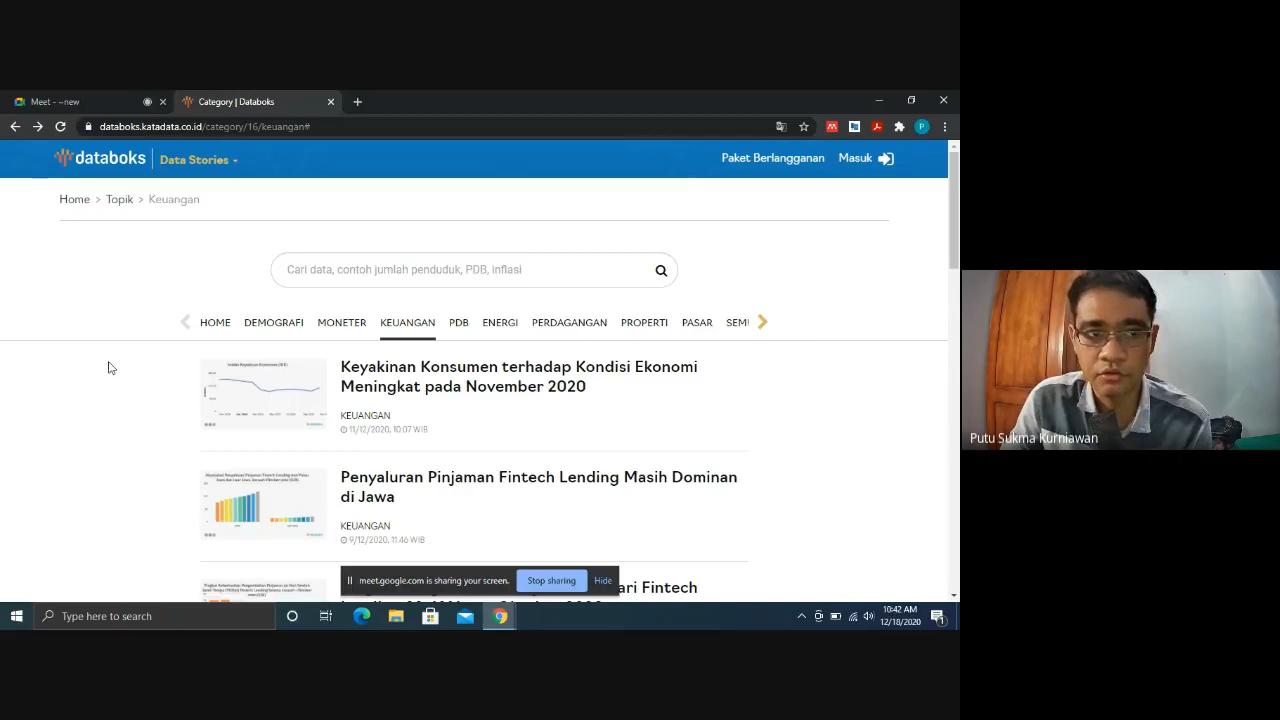 Meet - ~new
Category | Databoks
databoks.katadata.co.id/category/16/keuangan#
databoks
Data Stories
Paket Berlangganan
Masuk
Home > Topik > Keuangan
Cari data, contoh jumlah penduduk, PDB, inflasi
HOME DEMOGRAFI MONETER KEUANGAN PDB ENERGI PERDAGANGAN PROPERTI PASAR SEMU
Keyakinan Konsumen terhadap Kondisi Ekonomi
Meningkat pada November 2020
KEUANGAN
11/12/2020, 10:07 WIB
Penyaluran Pinjaman Fintech Lending Masih Dominan
di Jawa
KEUANGAN
9/12/2020, 11.46 WIB
ari Fintech
meet.google.com is sharing your screen.
Stop sharing
Hide
Type here to search
10:42 AM
12/18/2020
Putu Sukma Kurniawan